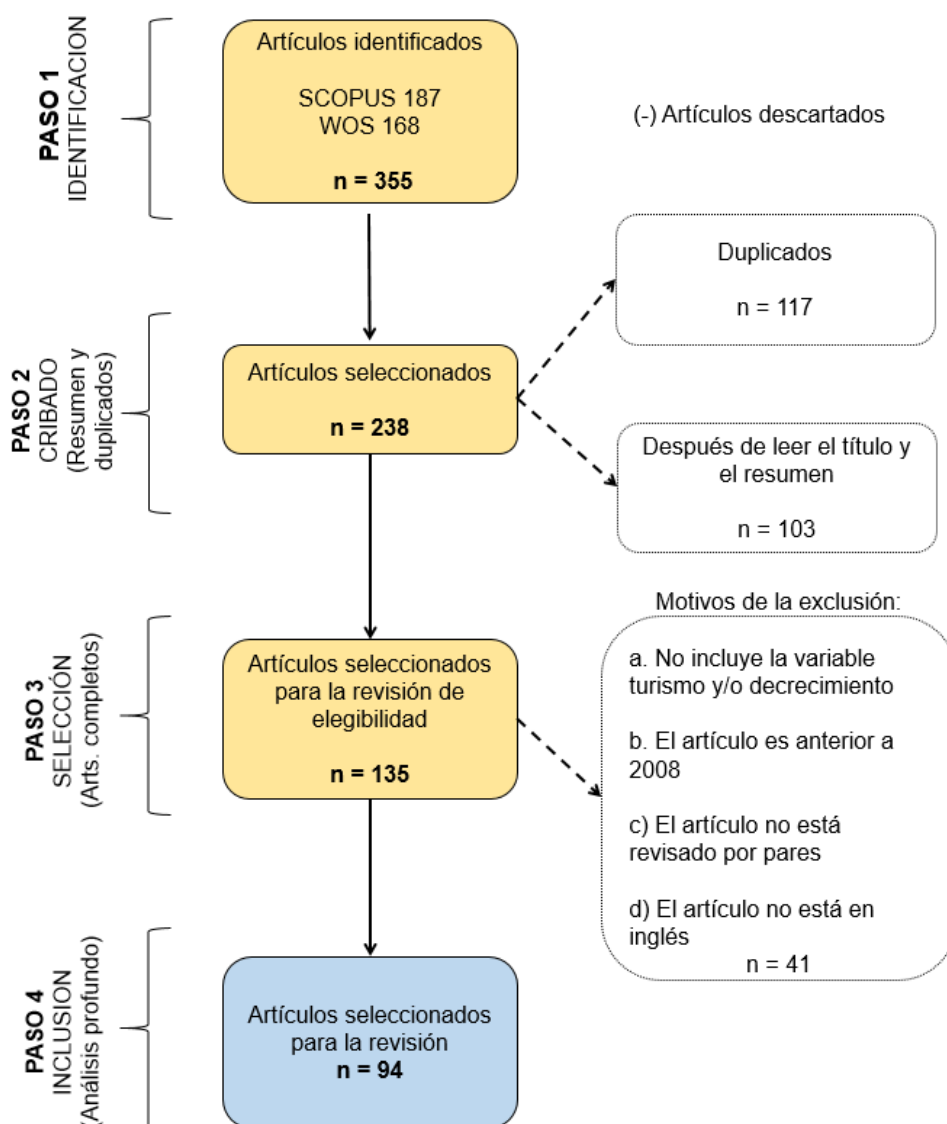 PASO 1
IDENTIFICACION
Artículos identificados
SCOPUS 187
WOS 168
n = 355
(-) Artículos descartados
PASO 2
CRIBADO
(Resumen y
duplicados)
Artículos seleccionados
n = 238
Duplicados
n = 117
Después de leer el título y
el resumen
n = 103
PASO 3
SELECCIÓN
(Arts. completos)
Artículos seleccionados
para la revisión de
elegibilidad
n = 135
Motivos de la exclusión:
a. No incluye la variable
turismo y/o decrecimiento
b. El artículo es anterior a
2008
c) El artículo no está
revisado por pares
d) El artículo no está en
inglés
n = 41
PASO 4
INCLUSION
(Análisis profundo)
Artículos seleccionados
para la revisión
n = 94